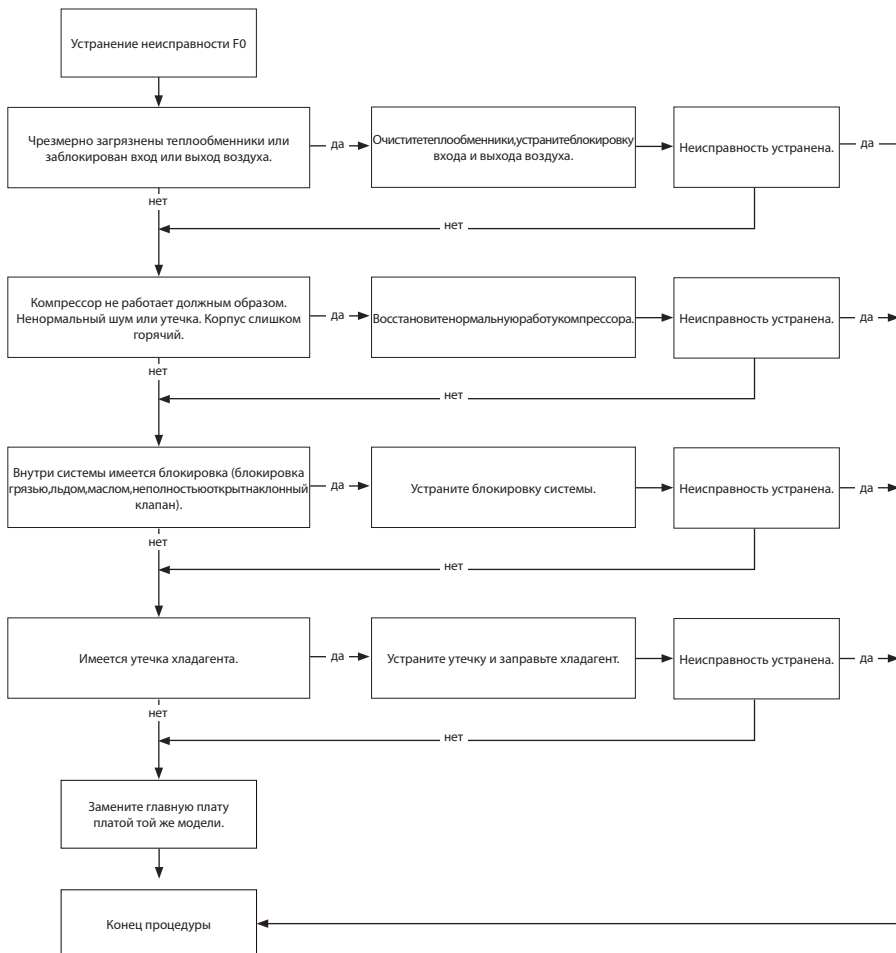 Устранение неисправности F0
Чрезмерно загрязнены теплообменники или
заблокирован вход или выход воздуха.
да
Очиститетеплообменники,устранитеблокировку
входа и выхода воздуха.
Неисправность устранена.
да
нет
нет
Компрессор не работает должным образом.
Ненормальный шум или утечка. Корпус слишком
горячий.
да
Восстановитенормальнуюработукомпрессора.
Неисправность устранена.
да
нет
нет
Внутри системы имеется блокировка (блокировка
грязью,льдом,маслом,неполностьюоткрытнаклонный
клапан).
да
Устраните блокировку системы.
Неисправность устранена.
да
нет
нет
Имеется утечка хладагента.
да
Устраните утечку и заправьте хладагент.
Неисправность устранена.
да
нет
нет
Замените главную плату
платой той же модели.
Конец процедуры